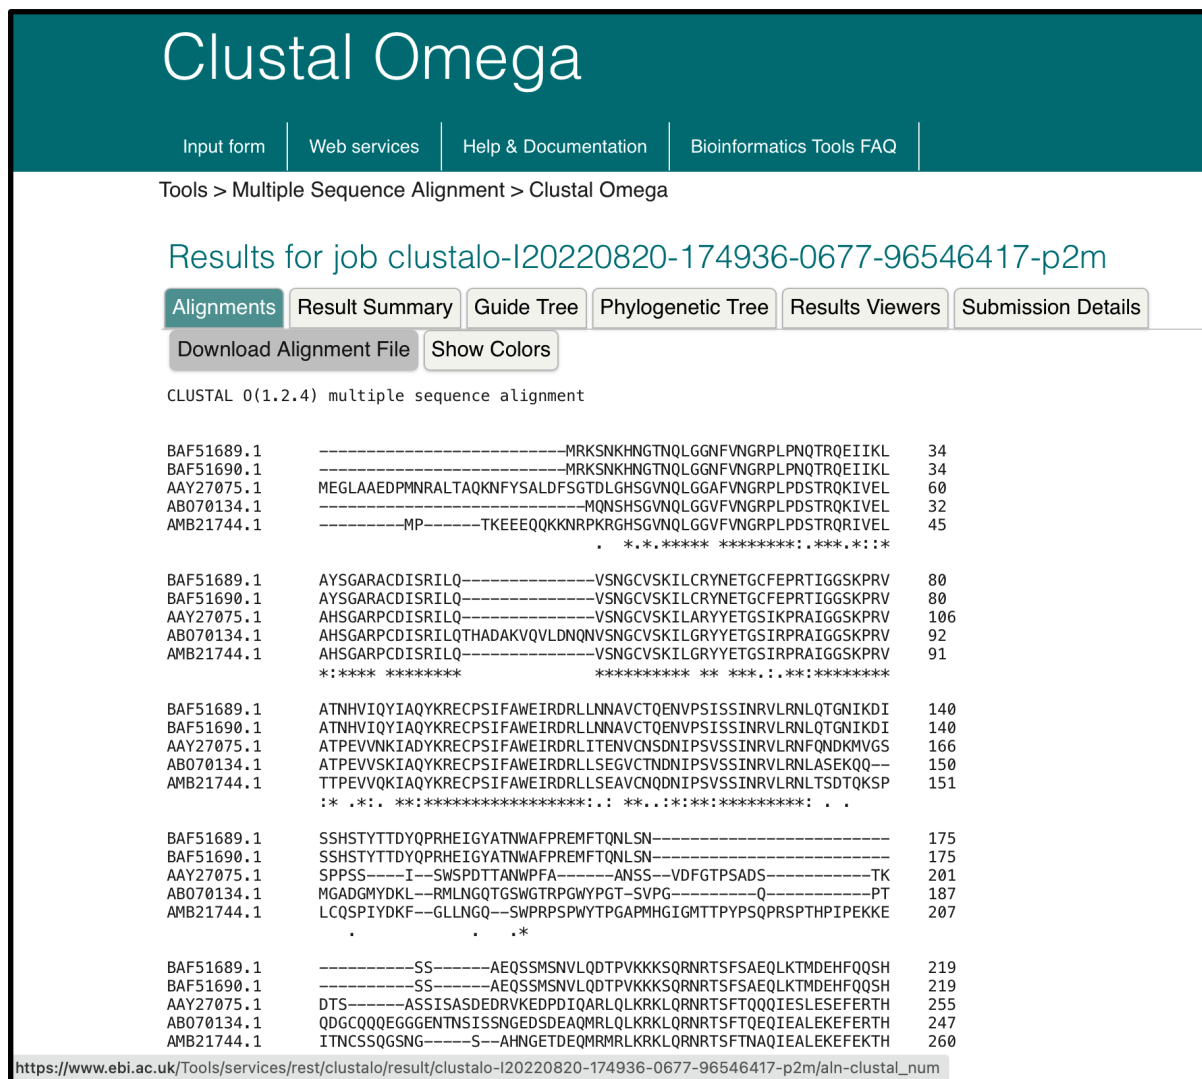 Clustal Omega
Input form Web services Help & Documentation Bioinformatics Tools FAQ
Tools > Multiple Sequence Alignment > Clustal Omega
Results for job clustalo-I20220820-174936-0677-96546417-p2m
Alignments Result Summary Guide Tree Phylogenetic Tree Results Viewers Submission Details
Download Alignment File Show Colors
CLUSTAL O(1.2.4) multiple sequence alignment
BAF51689.1      --------------------------MRKSNKHNGTNQLGGNFVNGRPLPNQTRQEIIKL    34
BAF51690.1      --------------------------MRKSNKHNGTNQLGGNFVNGRPLPNQTRQEIIKL    34
AAY27075.1      MEGLAAEDPMNRALTAQKNFYSALDFSGTDLGHSGVNQLGGAFVNGRPLPDSTRQKIVEL    60
ABO70134.1      ----------------------------MQNSHSGVNQLGGVFVNGRPLPDSTRQKIVEL    32
AMB21744.1      ---------MP------TKEEEQQKKNRPKRGHSGVNQLGGVFVNGRPLPDSTRQRIVEL    45
                                             .  *.*.***** ********:.***.*::*
BAF51689.1      AYSGARACDISRILQ--------------VSNGCVSKILCRYNETGCFEPRTIGGSKPRV    80
BAF51690.1      AYSGARACDISRILQ--------------VSNGCVSKILCRYNETGCFEPRTIGGSKPRV    80
AAY27075.1      AHSGARPCDISRILQ--------------VSNGCVSKILARYYETGSIKPRAIGGSKPRV    106
ABO70134.1      AHSGARPCDISRILQTHADAKVQVLDNQNVSNGCVSKILGRYYETGSIRPRAIGGSKPRV    92
AMB21744.1      AHSGARPCDISRILQ--------------VSNGCVSKILGRYYETGSIRPRAIGGSKPRV    91
                *:**** ********              ********** ** ***.:.**:********
BAF51689.1      ATNHVIQYIAQYKRECPSIFAWEIRDRLLNNAVCTQENVPSISSINRVLRNLQTGNIKDI    140
BAF51690.1      ATNHVIQYIAQYKRECPSIFAWEIRDRLLNNAVCTQENVPSISSINRVLRNLQTGNIKDI    140
AAY27075.1      ATPEVVNKIADYKRECPSIFAWEIRDRLITENVCNSDNIPSVSSINRVLRNFQNDKMVGS    166
ABO70134.1      ATPEVVSKIAQYKRECPSIFAWEIRDRLLSEGVCTNDNIPSVSSINRVLRNLASEKQQ--    150
AMB21744.1      TTPEVVQKIAQYKRECPSIFAWEIRDRLLSEAVCNQDNIPSVSSINRVLRNLTSDTQKSP    151
                :* .*:. **:*****************:.: **..:*:**:*********: . .
BAF51689.1      SSHSTYTTDYQPRHEIGYATNWAFPREMFTQNLSN-------------------------    175
BAF51690.1      SSHSTYTTDYQPRHEIGYATNWAFPREMFTQNLSN-------------------------    175
AAY27075.1      SPPSS----I--SWSPDTTANWPFA------ANSS--VDFGTPSADS-----------TK    201
ABO70134.1      MGADGMYDKL--RMLNGQTGSWGTRPGWYPGT-SVPG---------Q-----------PT    187
AMB21744.1      LCQSPIYDKF--GLLNGQ--SWPRPSPWYTPGAPMHGIGMTTPYPSQPRSPTHPIPEKKE    207
                   .            .   .*
BAF51689.1      ----------SS------AEQSSMSNVLQDTPVKKKSQRNRTSFSAEQLKTMDEHFQQSH    219
BAF51690.1      ----------SS------AEQSSMSNVLQDTPVKKKSQRNRTSFSAEQLKTMDEHFQQSH    219
AAY27075.1      DTS------ASSISASDEDRVKEDPDIQARLQLKRKLQRNRTSFTQQQIESLESEFERTH    255
ABO70134.1      QDGCQQQEGGGENTNSISSNGEDSDEAQMRLQLKRKLQRNRTSFTQEQIEALEKEFERTH    247
AMB21744.1      ITNCSSQGSNG-----S--AHNGETDEQMRMRLKRKLQRNRTSFTNAQIEALEKEFEKTH    260
https://www.ebi.ac.uk/Tools/services/rest/clustalo/result/clustalo-I20220820-174936-0677-96546417-p2m/aln-clustal_num